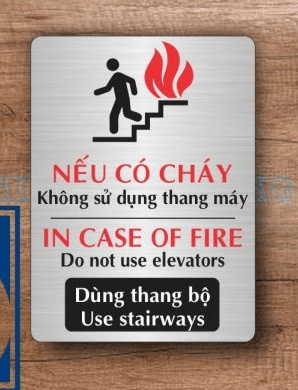 NẾU CÓ CHÁY
Không sử dụng thang máy
IN CASE OF FIRE
Do not use elevators
Dùng thang bộ
Use stairways